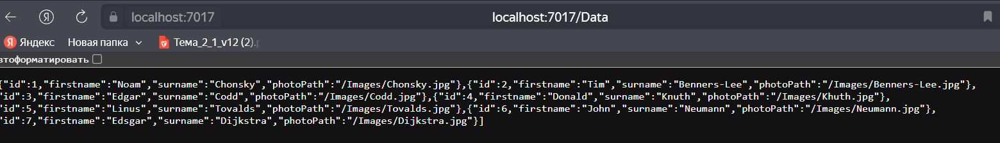 localhost:7017
localhost:7017/Data
Яндекс Новая папка Тема_2_1_v12 (2).
втоформатировать
{"id":1,"firstname":"Noam","surname":"Chonsky","photoPath":"/Images/Chonsky.jpg"},{"id":2,"firstname":"Tim","surname":"Benners-Lee","photoPath":"/Images/Benners-Lee.jpg"},
"id":3,"firstname":"Edgar","surname":"Codd","photoPath":"/Images/Codd.jpg"},{"id":4,"firstname":"Donald","surname":"Knuth","photoPath":"/Images/Khuth.jpg"},
"id":5,"firstname":"Linus","surname":"Tovalds","photoPath":"/Images/Tovalds.jpg"},{"id":6,"firstname":"John","surname":"Neumann","photoPath":"/Images/Neumann.jpg"},
"id":7,"firstname":"Edsgar","surname":"Dijkstra","photoPath":"/Images/Dijkstra.jpg"}]